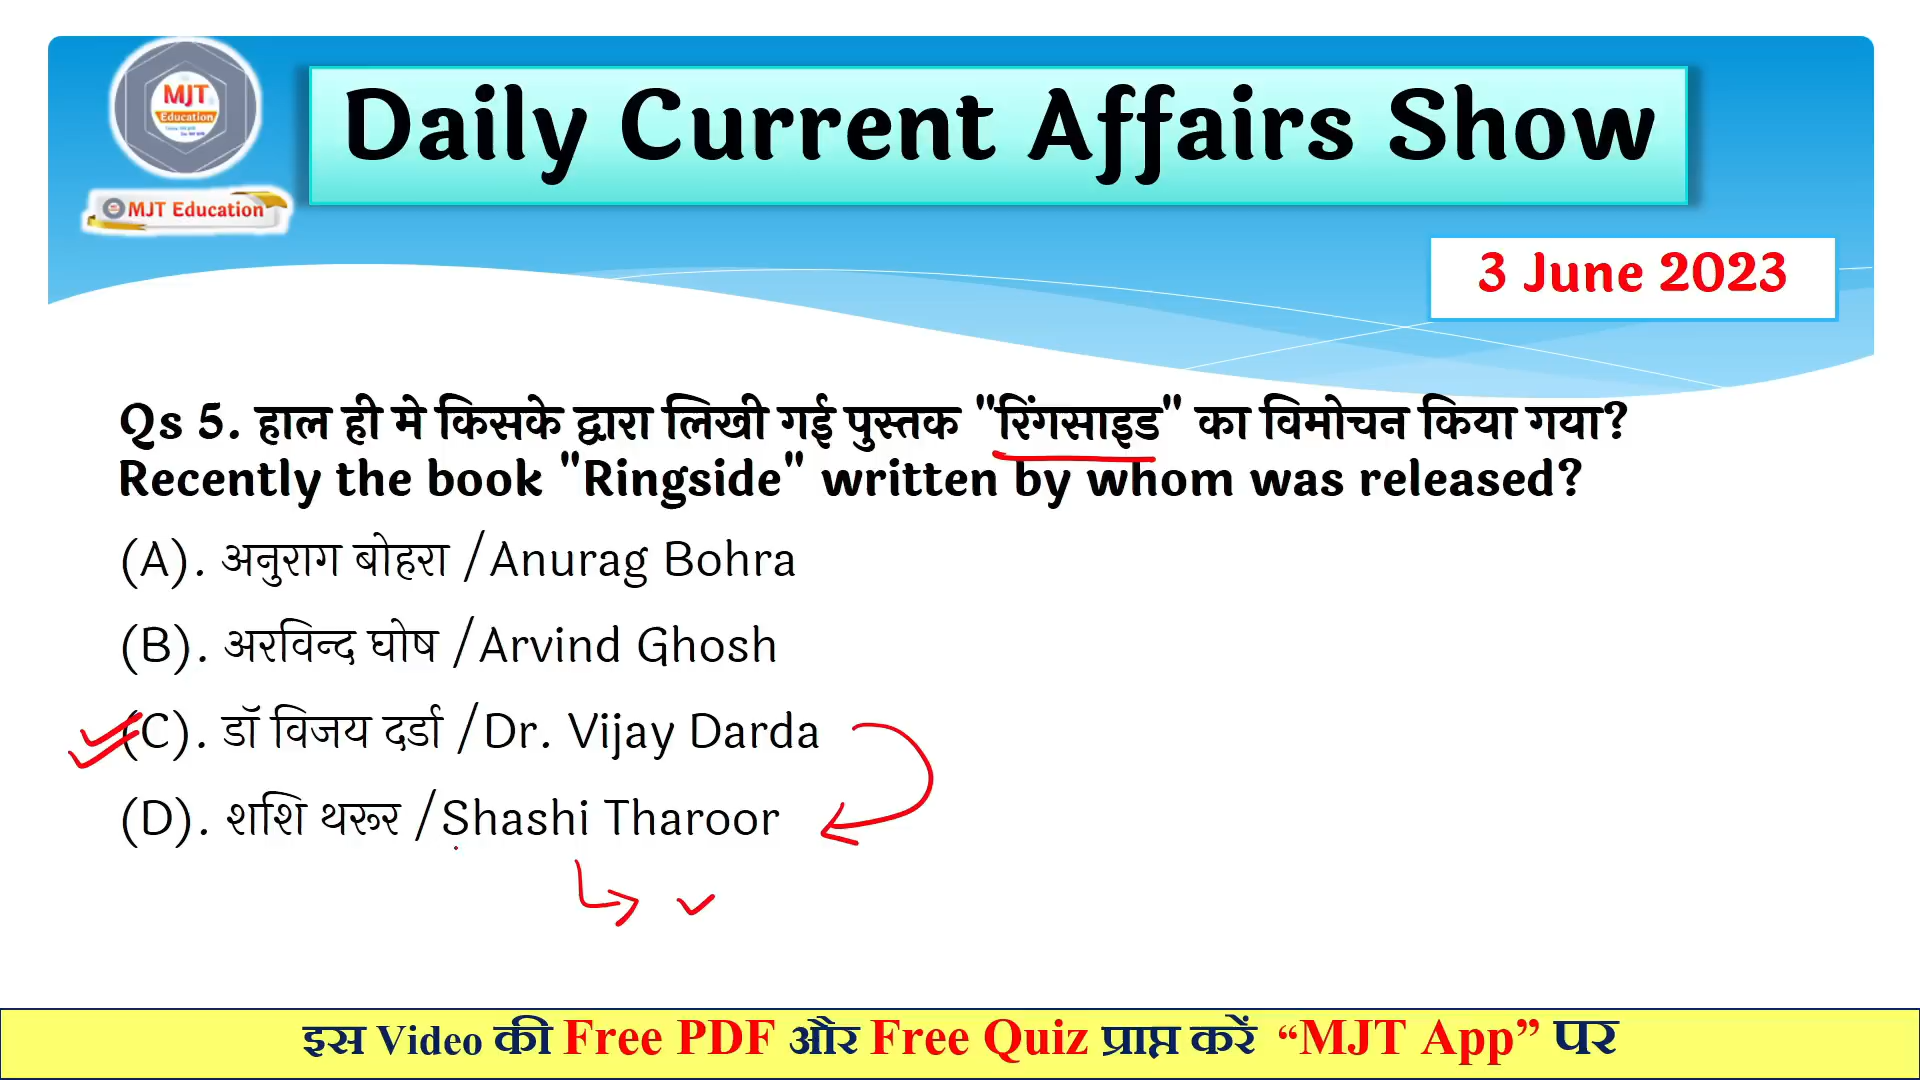 MJT
Education
MJT Education
Daily Current Affairs Show
3 June 2023
Qs 5. हाल ही मे किसके द्वारा लिखी गई पुस्तक "रिंगसाइड" का विमोचन किया गया?
Recently the book "Ringside" written by whom was released?
(A). अनुराग बोहरा /Anurag Bohra
(B). अरविन्द घोष /Arvind Ghosh
(C). डॉ विजय दर्डा /Dr. Vijay Darda
(D). शशि थरूर /Shashi Tharoor
इस Video की Free PDF और Free Quiz प्राप्त करें “MJT App” पर